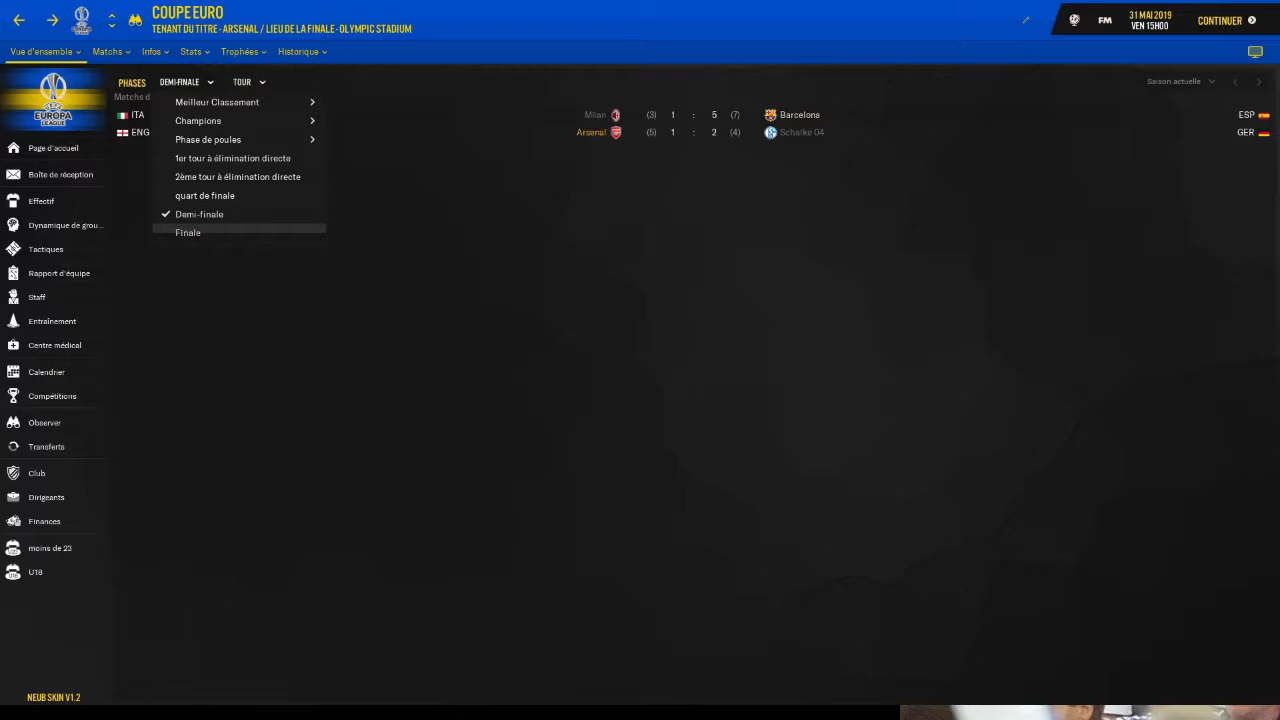 COUPE EURO
TENANT DU TITRE - ARSENAL / LIEU DE LA FINALE - OLYMPIC STADIUM
FM
31 MAI 2019
VEN 15H00
CONTINUER
Vue d'ensemble
Matchs
Infos
Stats
Trophées
Historique
UEFA
EUROPA
LEAGUE
PHASES
DEMI-FINALE
TOUR
Saison actuelle
Matchs d
ITA Milan (3) 1 : 5 (7) Barcelona ESP
ENG Arsenal (5) 1 : 2 (4) Schalke 04 GER
Meilleur Classement
Champions
Phase de poules
1er tour à élimination directe
2ème tour à élimination directe
quart de finale
Demi-finale
Finale
Page d'accueil
Boîte de réception
Effectif
Dynamique de grou...
Tactiques
Rapport d'équipe
Staff
Entraînement
Centre médical
Calendrier
Compétitions
Observer
Transferts
Club
Dirigeants
Finances
moins de 23
U18
NEUB SKIN V1.2